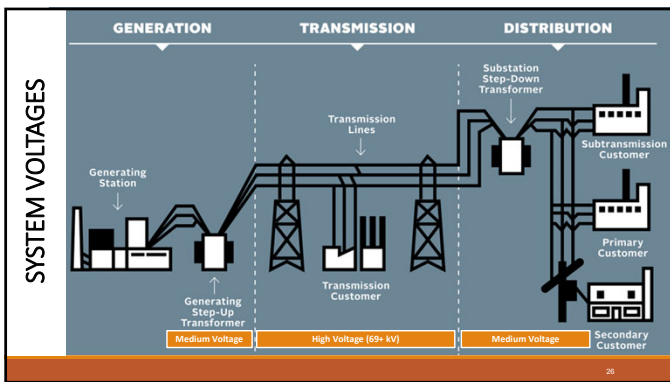 SYSTEM VOLTAGES
GENERATION
TRANSMISSION
DISTRIBUTION
Substation
Step-Down
Transformer
Transmission
Lines
Subtransmission
Customer
Generating
Station
Primary
Customer
Transmission
Customer
Generating
Step-Up
Transformer
Secondary
Customer
Medium Voltage
High Voltage (69+ kV)
Medium Voltage
26